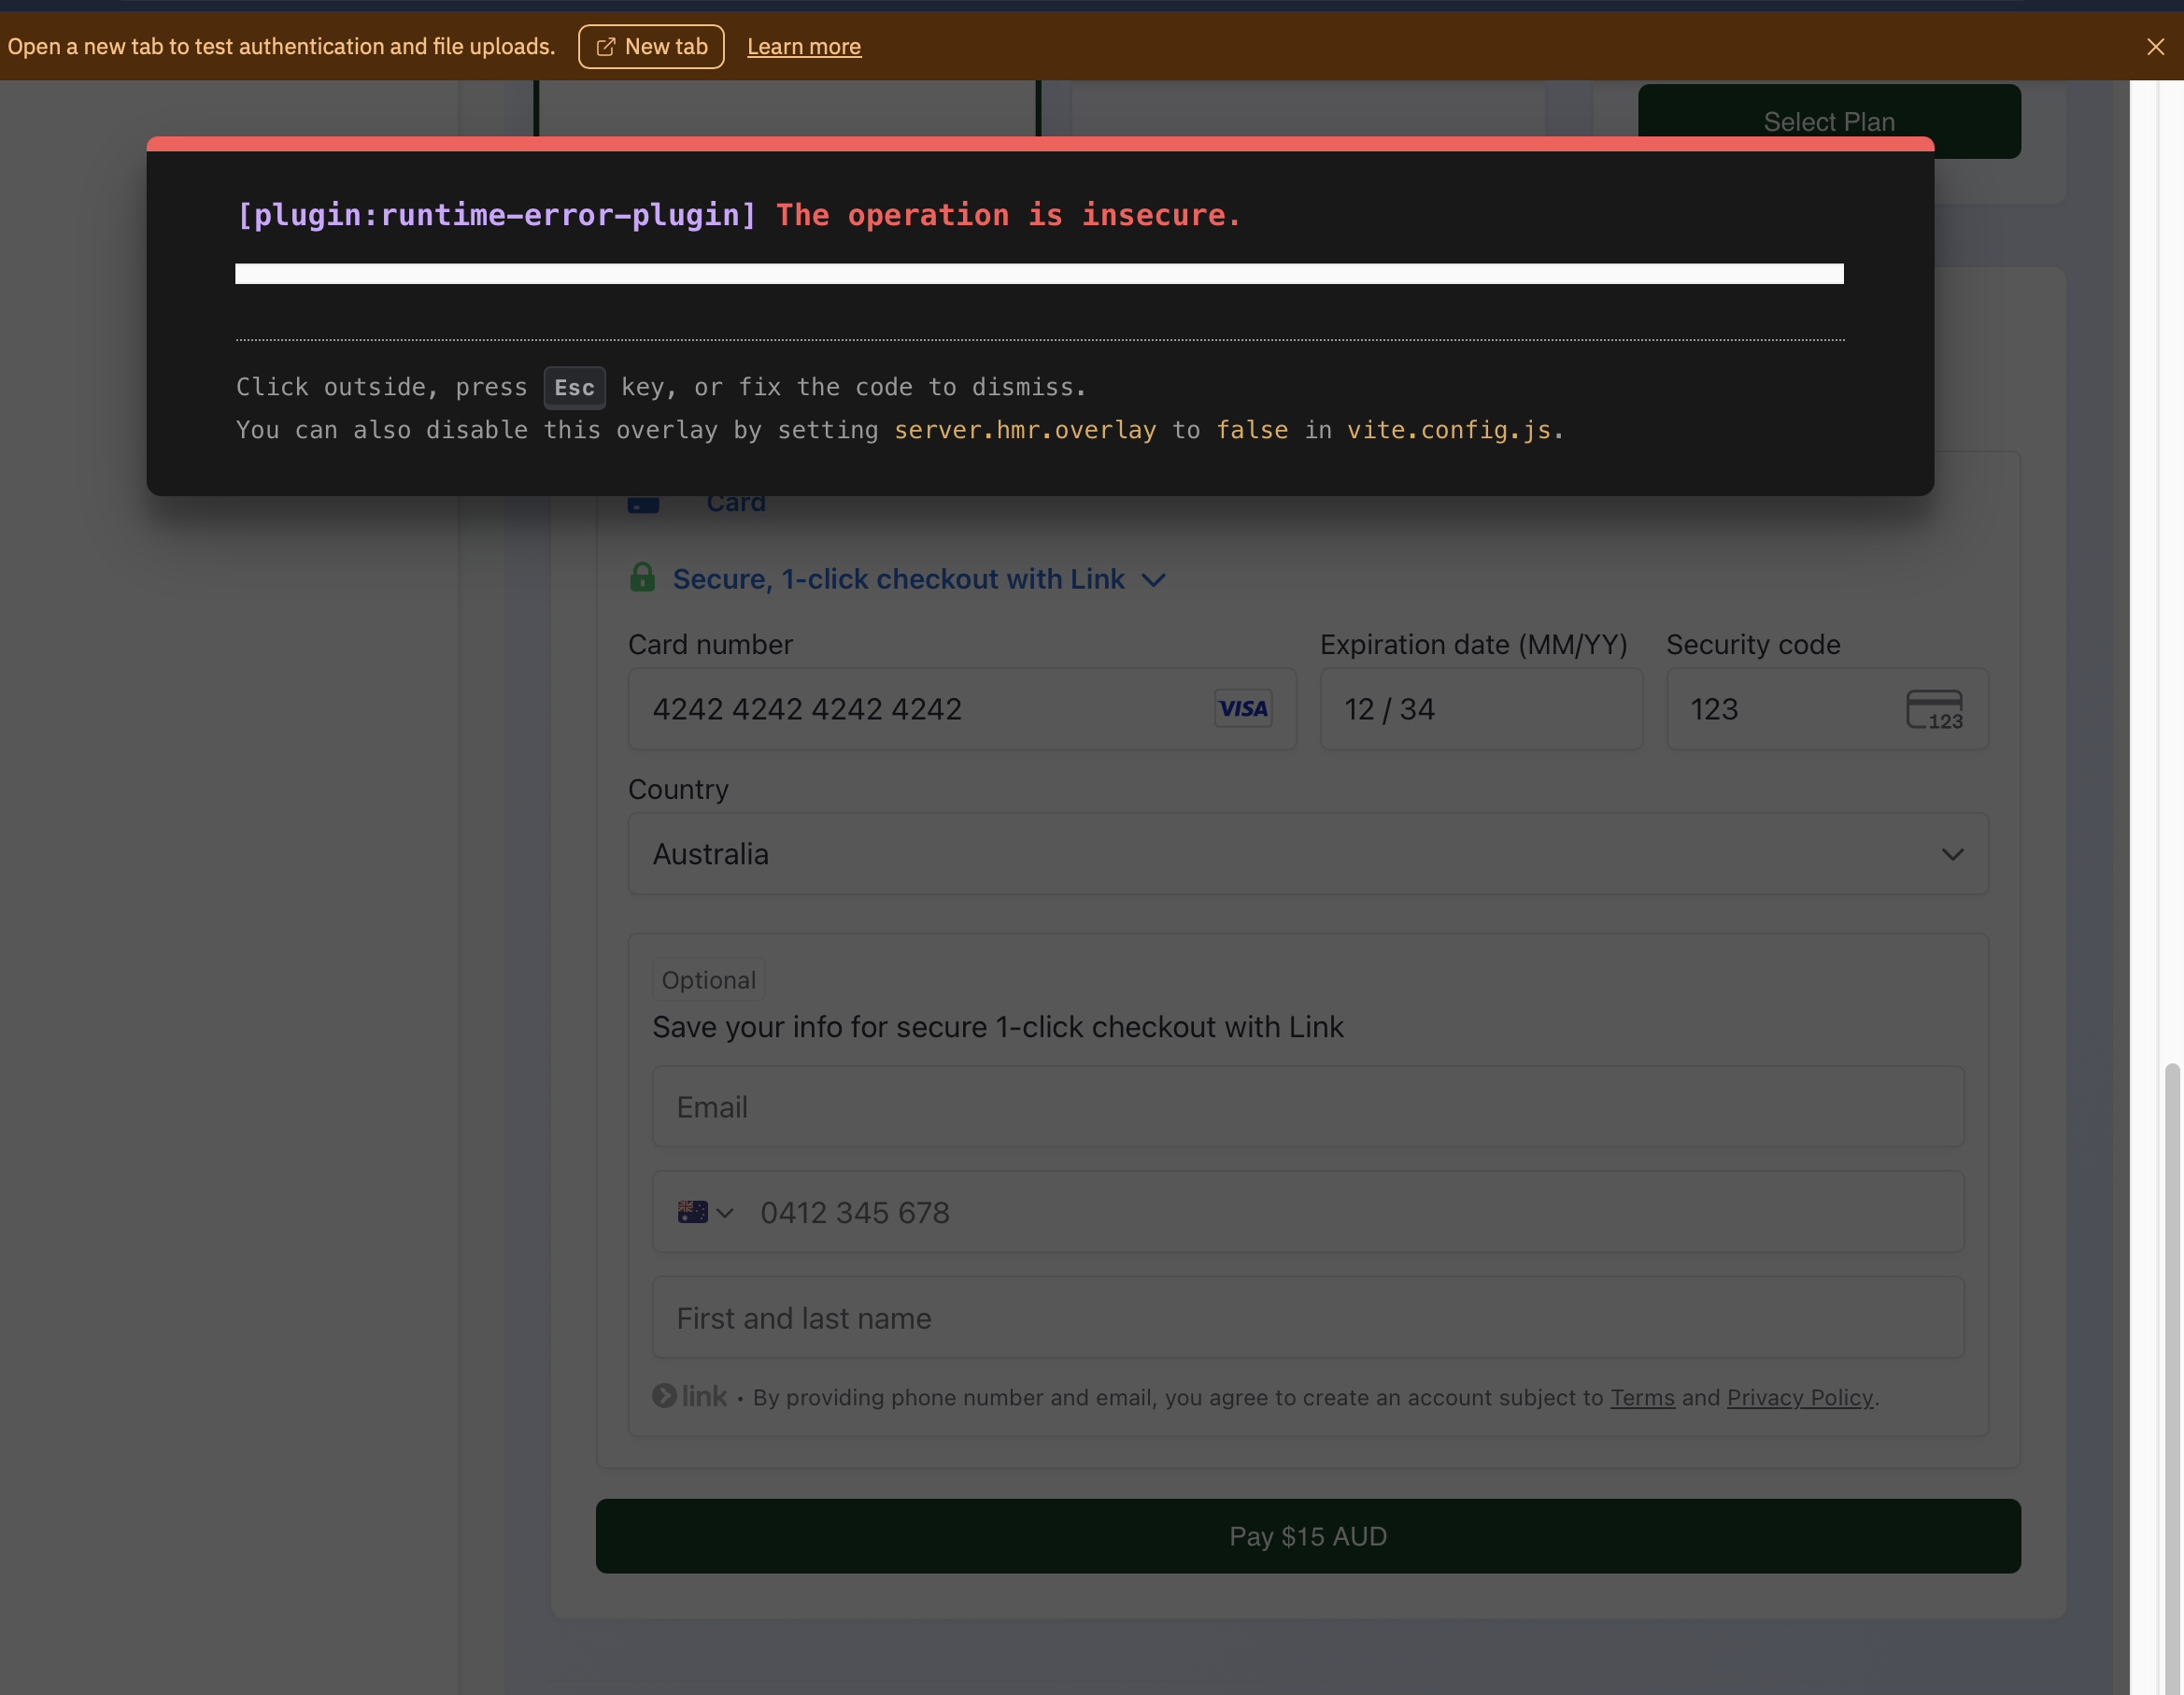 Open a new tab to test authentication and file uploads. New tab Learn more
Select Plan
[plugin:runtime-error-plugin] The operation is insecure.
Click outside, press Esc key, or fix the code to dismiss.
You can also disable this overlay by setting server.hmr.overlay to false in vite.config.js.
Card
Secure, 1-click checkout with Link
Card number Expiration date (MM/YY) Security code
4242 4242 4242 4242 VISA 12 / 34 123 123
Country
Australia
Optional
Save your info for secure 1-click checkout with Link
Email
0412 345 678
First and last name
link • By providing phone number and email, you agree to create an account subject to Terms and Privacy Policy.
Pay $15 AUD